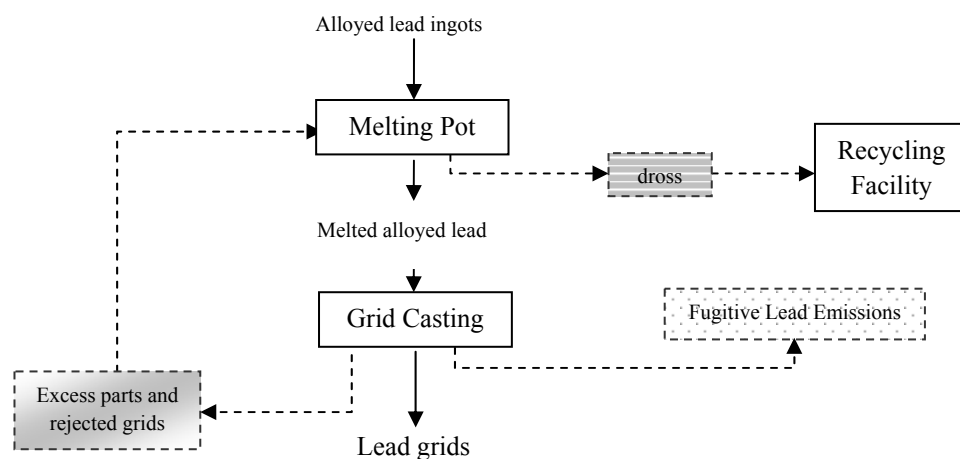 Alloyed lead ingots
Melting Pot
dross
Recycling
Facility
Melted alloyed lead
Grid Casting
Fugitive Lead Emissions
Excess parts and
rejected grids
Lead grids